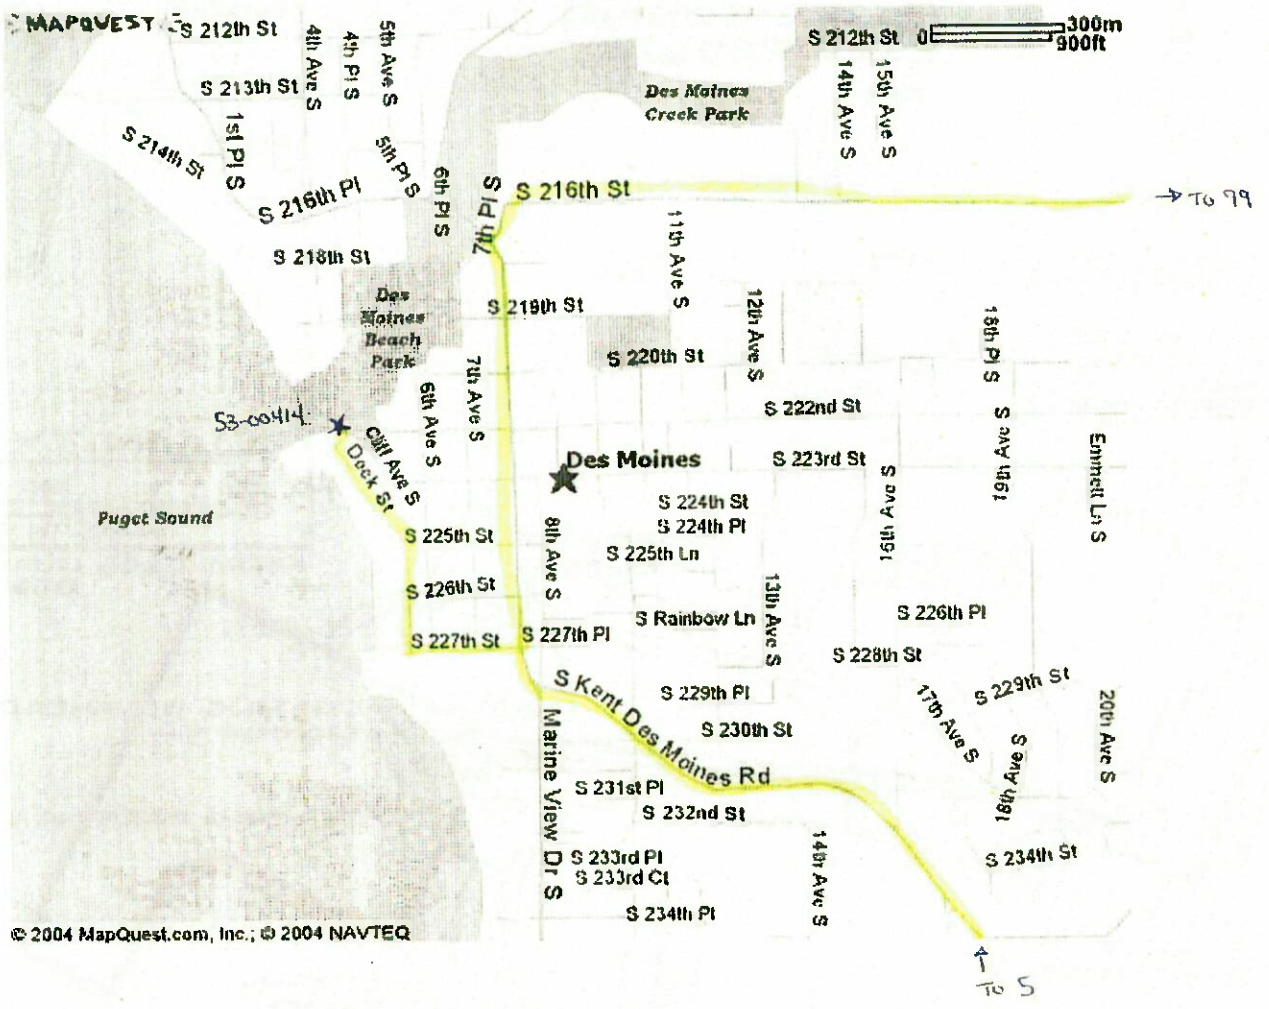 MAPQUEST
S 212th St
4th Ave S
4th Pl S
5th Ave S
S 212th St
0
300m
900ft
S 213th St
Des Moines
Creek Park
14th Ave S
15th Ave S
S 214th St
1st Pl S
5th Pl S
6th Pl S
S 216th Pl
7th Pl S
S 216th St
→ To 99
11th Ave S
S 218th St
Des
Moines
Beach
Park
S 219th St
12th Ave S
18th Pl S
7th Ave S
S 220th St
6th Ave S
S 222nd St
53-00414
Cliff Ave S
Dock St
19th Ave S
Emmett Ln S
Des Moines
S 223rd St
16th Ave S
S 224th St
S 224th Pl
Puget Sound
S 225th St
8th Ave S
S 225th Ln
S 226th St
13th Ave S
S Rainbow Ln
S 226th Pl
S 227th St
S 227th Pl
S 228th St
S Kent Des Moines Rd
S 229th Pl
17th Ave S
S 229th St
20th Ave S
S 230th St
Marine View Dr S
18th Ave S
S 231st Pl
S 232nd St
14th Ave S
S 233rd Pl
S 233rd Ct
S 234th St
S 234th Pl
© 2004 MapQuest.com, Inc.; © 2004 NAVTEQ
↑
To 5